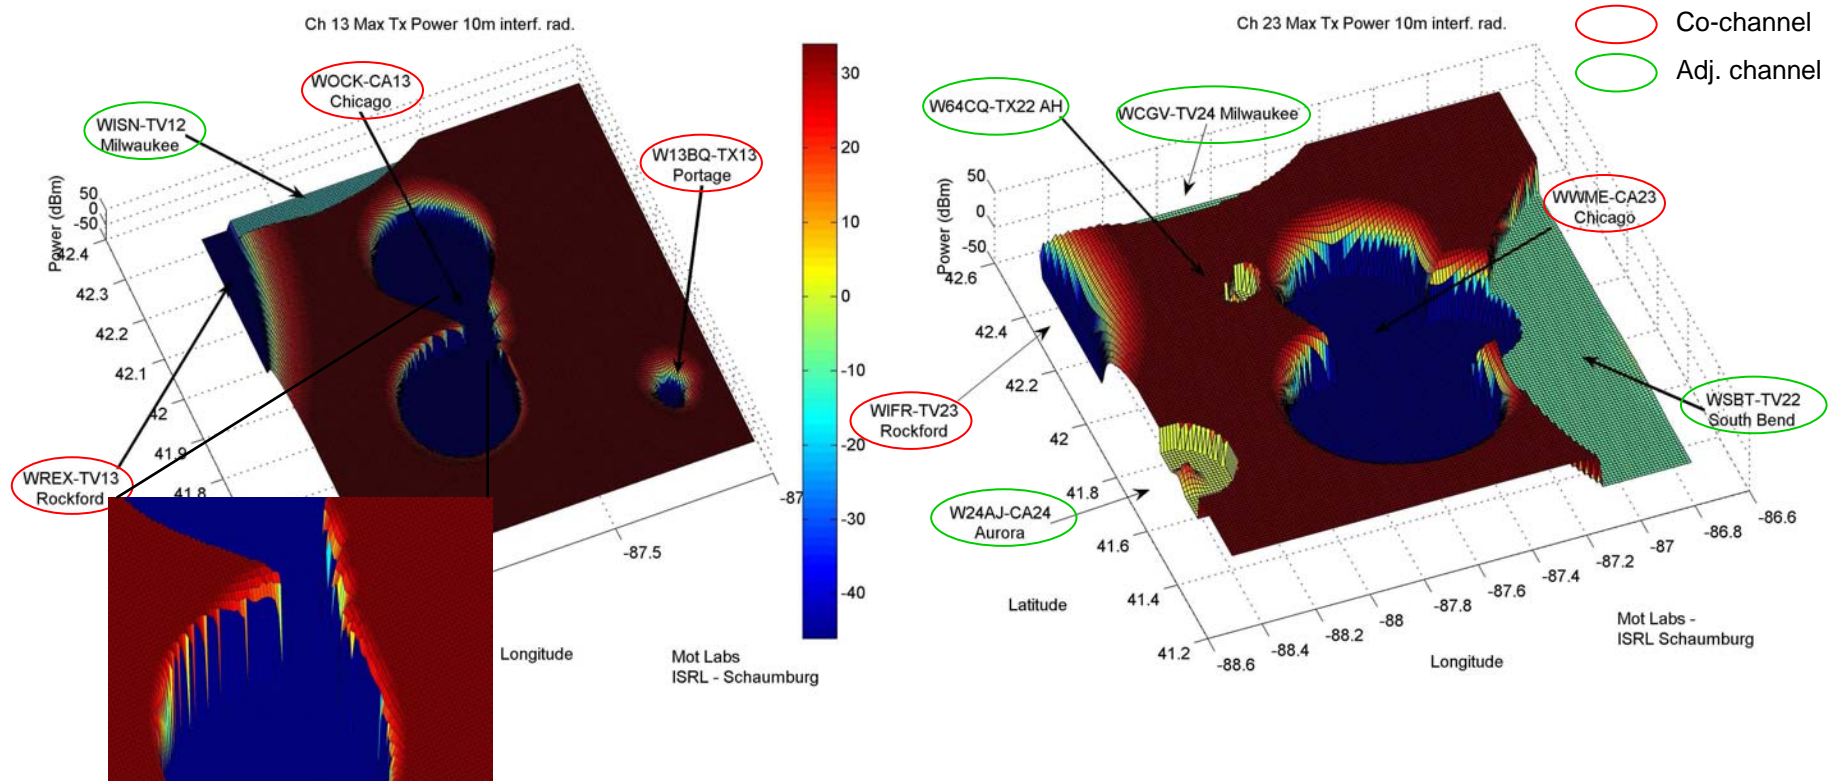 Ch 13 Max Tx Power 10m interf. rad.
WOCK-CA13
Chicago
WISN-TV12
Milwaukee
W13BQ-TX13
Portage
Power (dBm)
50
0
-50
42.4
42.3
42.2
42.1
42
41.9
41.8
WREX-TV13
Rockford
-87.5
-87
Longitude
Mot Labs
ISRL - Schaumburg
30
20
10
0
-10
-20
-30
-40
Ch 23 Max Tx Power 10m interf. rad.
Co-channel
Adj. channel
W64CQ-TX22 AH
WCGV-TV24 Milwaukee
WWME-CA23
Chicago
Power (dBm)
50
0
-50
42.6
42.4
42.2
42
41.8
41.6
41.4
41.2
WIFR-TV23
Rockford
WSBT-TV22
South Bend
W24AJ-CA24
Aurora
Latitude
-88.6
-88.4
-88.2
-88
-87.8
-87.6
-87.4
-87.2
-87
-86.8
-86.6
Longitude
Mot Labs -
ISRL Schaumburg